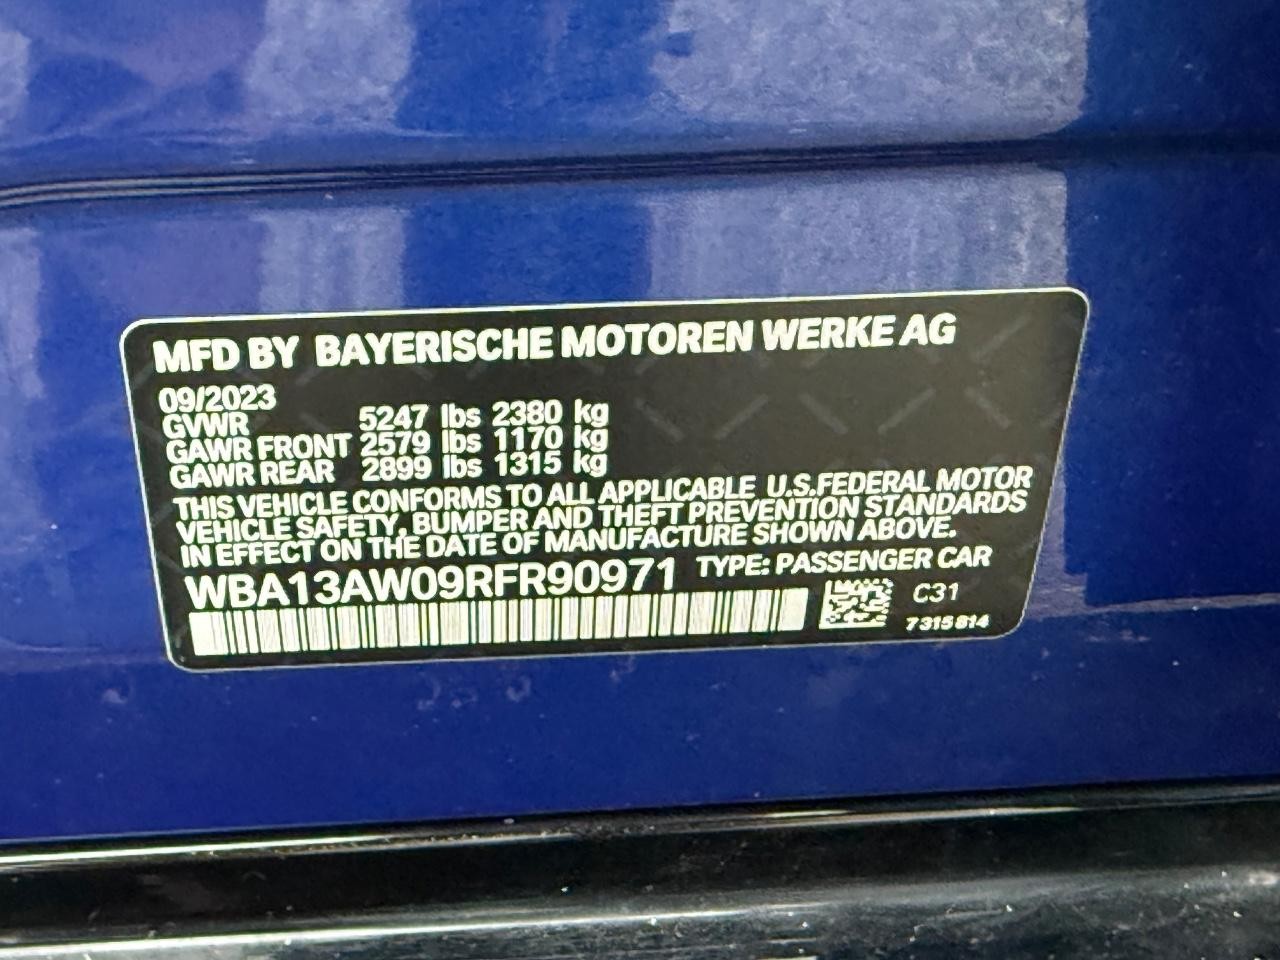 MFD BY BAYERISCHE MOTOREN WERKE AG
09/2023
GVWR 5247 lbs 2380 kg
GAWR FRONT 2579 lbs 1170 kg
GAWR REAR 2899 lbs 1315 kg
THIS VEHICLE CONFORMS TO ALL APPLICABLE U.S.FEDERAL MOTOR
VEHICLE SAFETY, BUMPER AND THEFT PREVENTION STANDARDS
IN EFFECT ON THE DATE OF MANUFACTURE SHOWN ABOVE.
WBA13AW09RFR90971 TYPE: PASSENGER CAR
C31
7315814